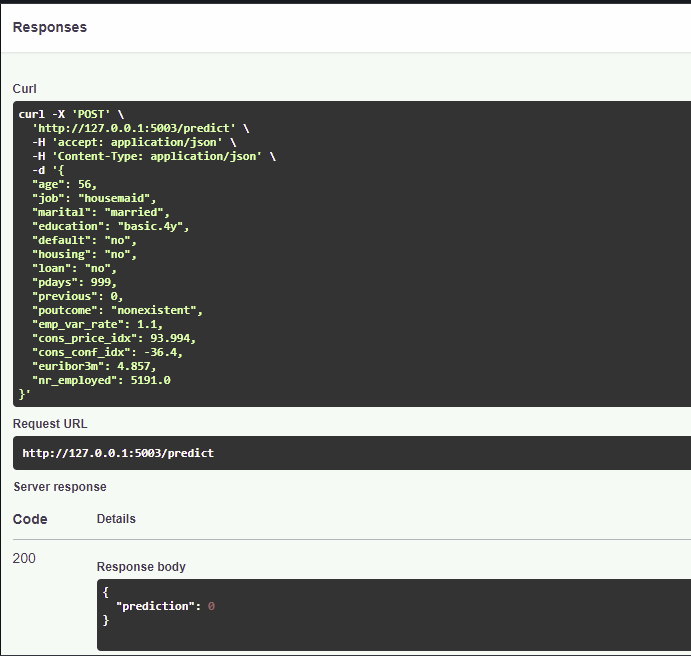 Responses
Curl
curl -X 'POST' \
  'http://127.0.0.1:5003/predict' \
  -H 'accept: application/json' \
  -H 'Content-Type: application/json' \
  -d '{
  "age": 56,
  "job": "housemaid",
  "marital": "married",
  "education": "basic.4y",
  "default": "no",
  "housing": "no",
  "loan": "no",
  "pdays": 999,
  "previous": 0,
  "poutcome": "nonexistent",
  "emp_var_rate": 1.1,
  "cons_price_idx": 93.994,
  "cons_conf_idx": -36.4,
  "euribor3m": 4.857,
  "nr_employed": 5191.0
}'
Request URL
http://127.0.0.1:5003/predict
Server response
Code Details
200
Response body
{
  "prediction": 0
}